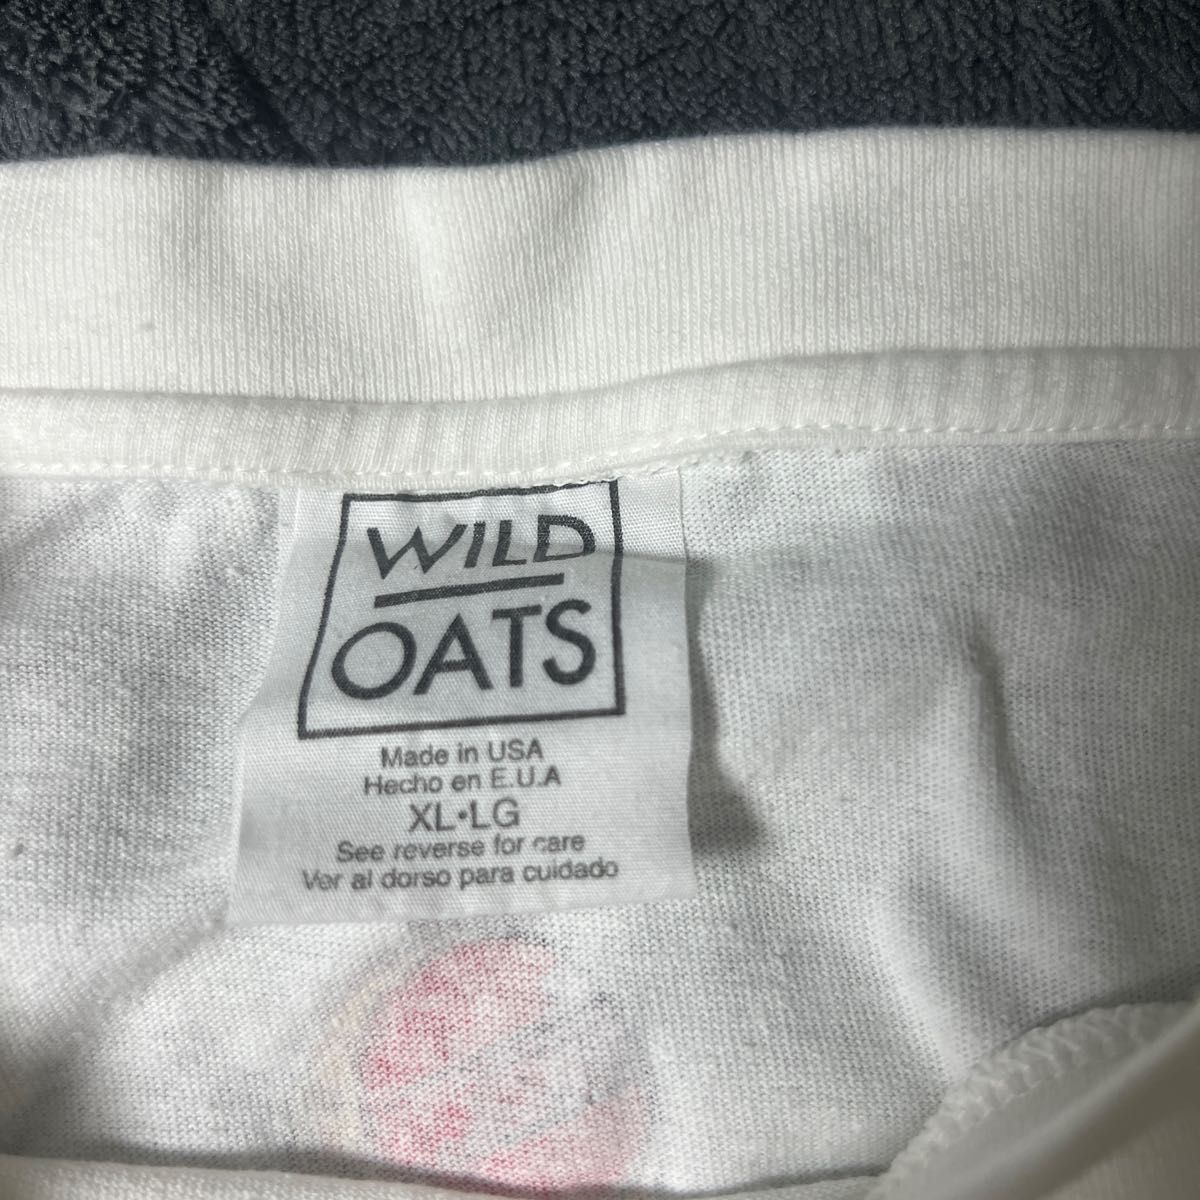 WILD
OATS
Made in USA
Hecho en E.U.A
XL•LG
See reverse for care
Ver al dorso para cuidado